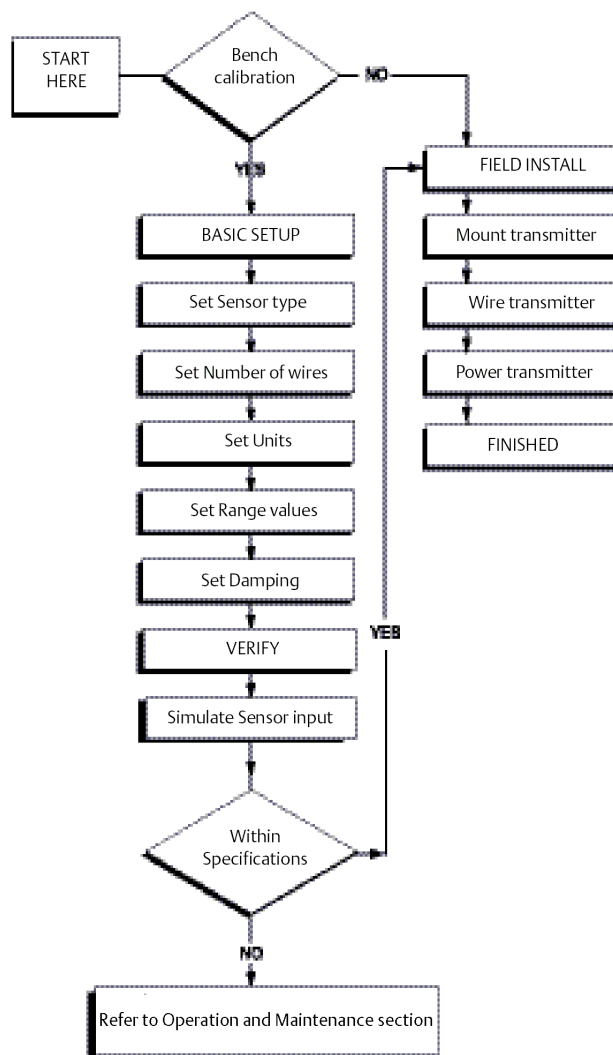 START
HERE
Bench
calibration
NO
YES
FIELD INSTALL
BASIC SETUP
Mount transmitter
Set Sensor type
Wire transmitter
Set Number of wires
Power transmitter
Set Units
FINISHED
Set Range values
Set Damping
YES
VERIFY
Simulate Sensor input
Within
Specifications
NO
Refer to Operation and Maintenance section